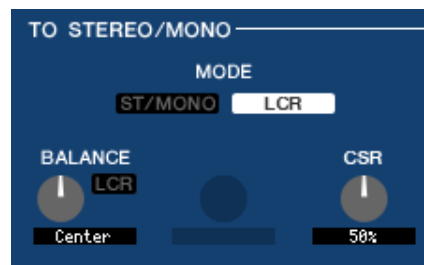 TO STEREO/MONO
MODE
ST/MONO LCR
BALANCE CSR
LCR
Center 50%